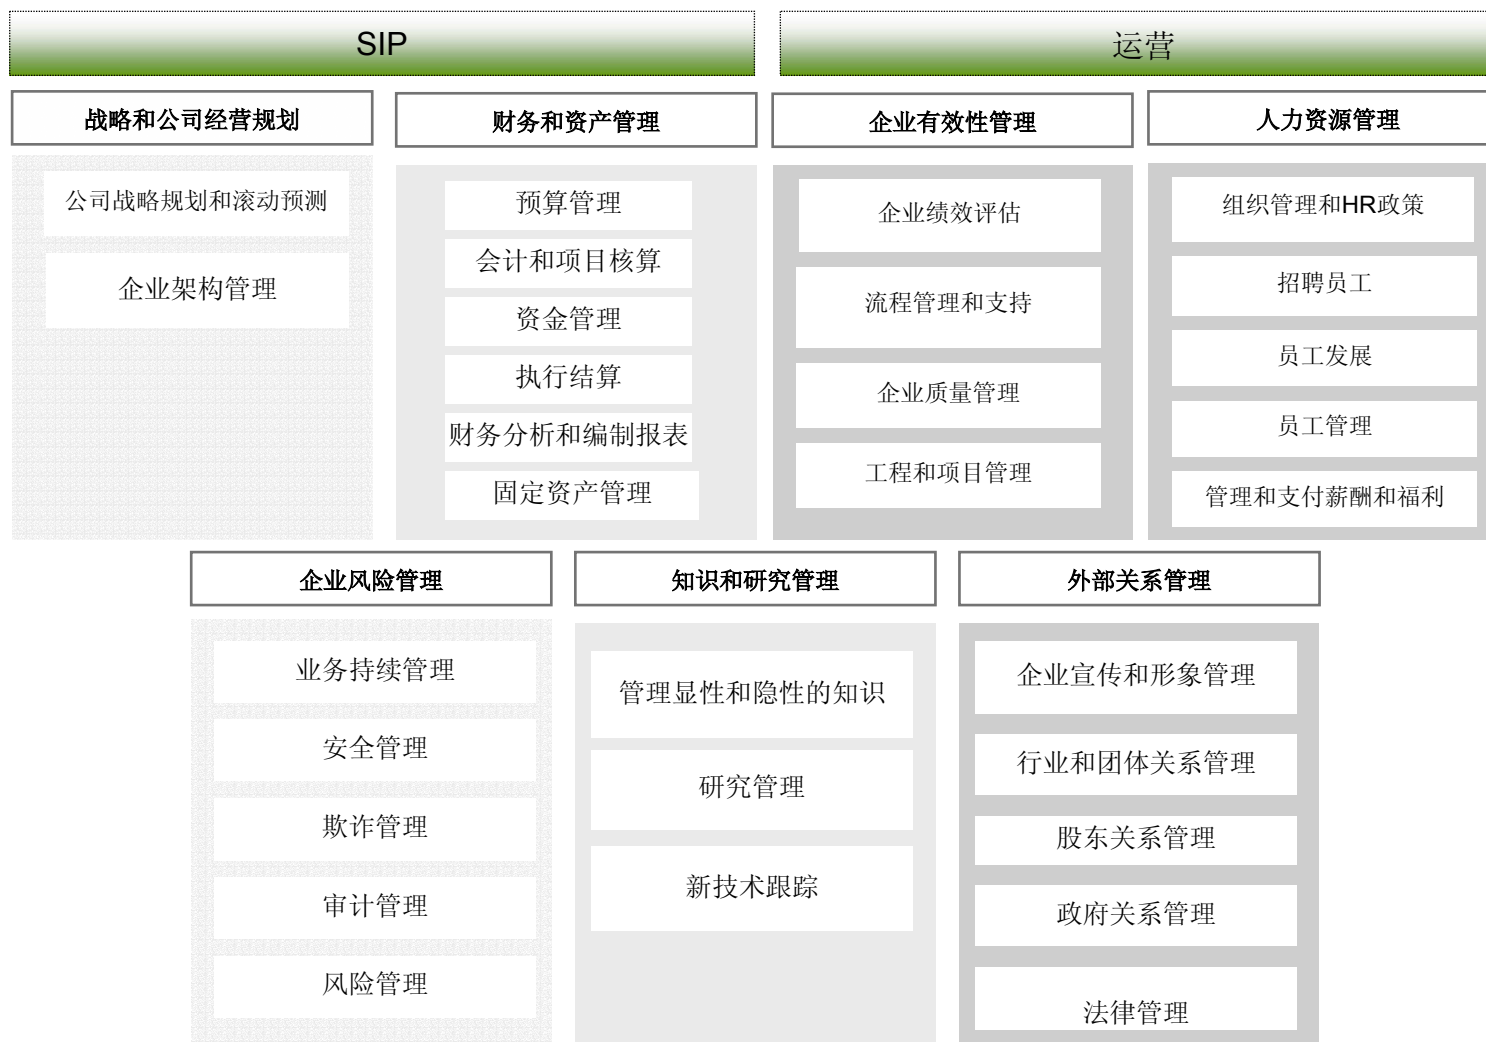 SIP
运营
战略和公司经营规划
公司战略规划和滚动预测
企业架构管理
财务和资产管理
预算管理
会计和项目核算
资金管理
执行结算
财务分析和编制报表
固定资产管理
企业有效性管理
企业绩效评估
流程管理和支持
企业质量管理
工程和项目管理
人力资源管理
组织管理和HR政策
招聘员工
员工发展
员工管理
管理和支付薪酬和福利
企业风险管理
业务持续管理
安全管理
欺诈管理
审计管理
风险管理
知识和研究管理
管理显性和隐性的知识
研究管理
新技术跟踪
外部关系管理
企业宣传和形象管理
行业和团体关系管理
股东关系管理
政府关系管理
法律管理